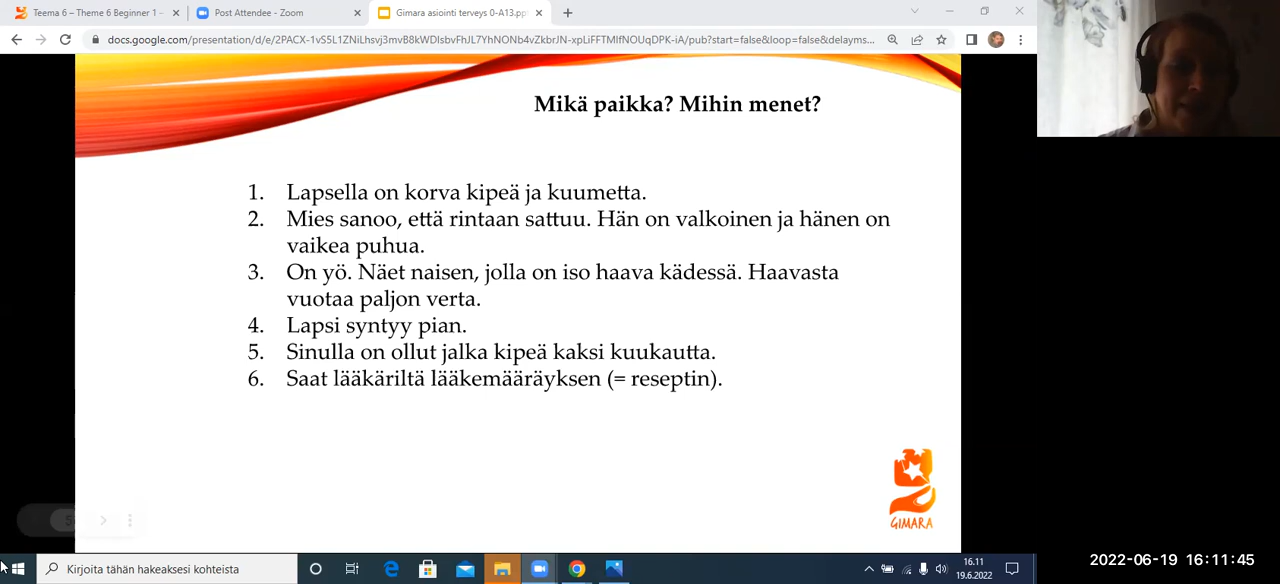 Teema 6 – Theme 6 Beginner 1 -
Post Attendee - Zoom
Gimara asiointi terveys 0-A13.pp
docs.google.com/presentation/d/e/2PACX-1vS5L1ZNiLhsvj3mvB8kWDIsbvFhJL7YhNONb4vZkbrJN-xpLiFFTMIfNOUqDPK-iA/pub?start=false&loop=false&delayms...
Mikä paikka? Mihin menet?
1. Lapsella on korva kipeä ja kuumetta.
2. Mies sanoo, että rintaan sattuu. Hän on valkoinen ja hänen on
vaikea puhua.
3. On yö. Näet naisen, jolla on iso haava kädessä. Haavasta
vuotaa paljon verta.
4. Lapsi syntyy pian.
5. Sinulla on ollut jalka kipeä kaksi kuukautta.
6. Saat lääkäriltä lääkemääräyksen (= reseptin).
GIMARA
5
Kirjoita tähän hakeaksesi kohteista
16.11
19.6.2022
2022-06-19 16:11:45